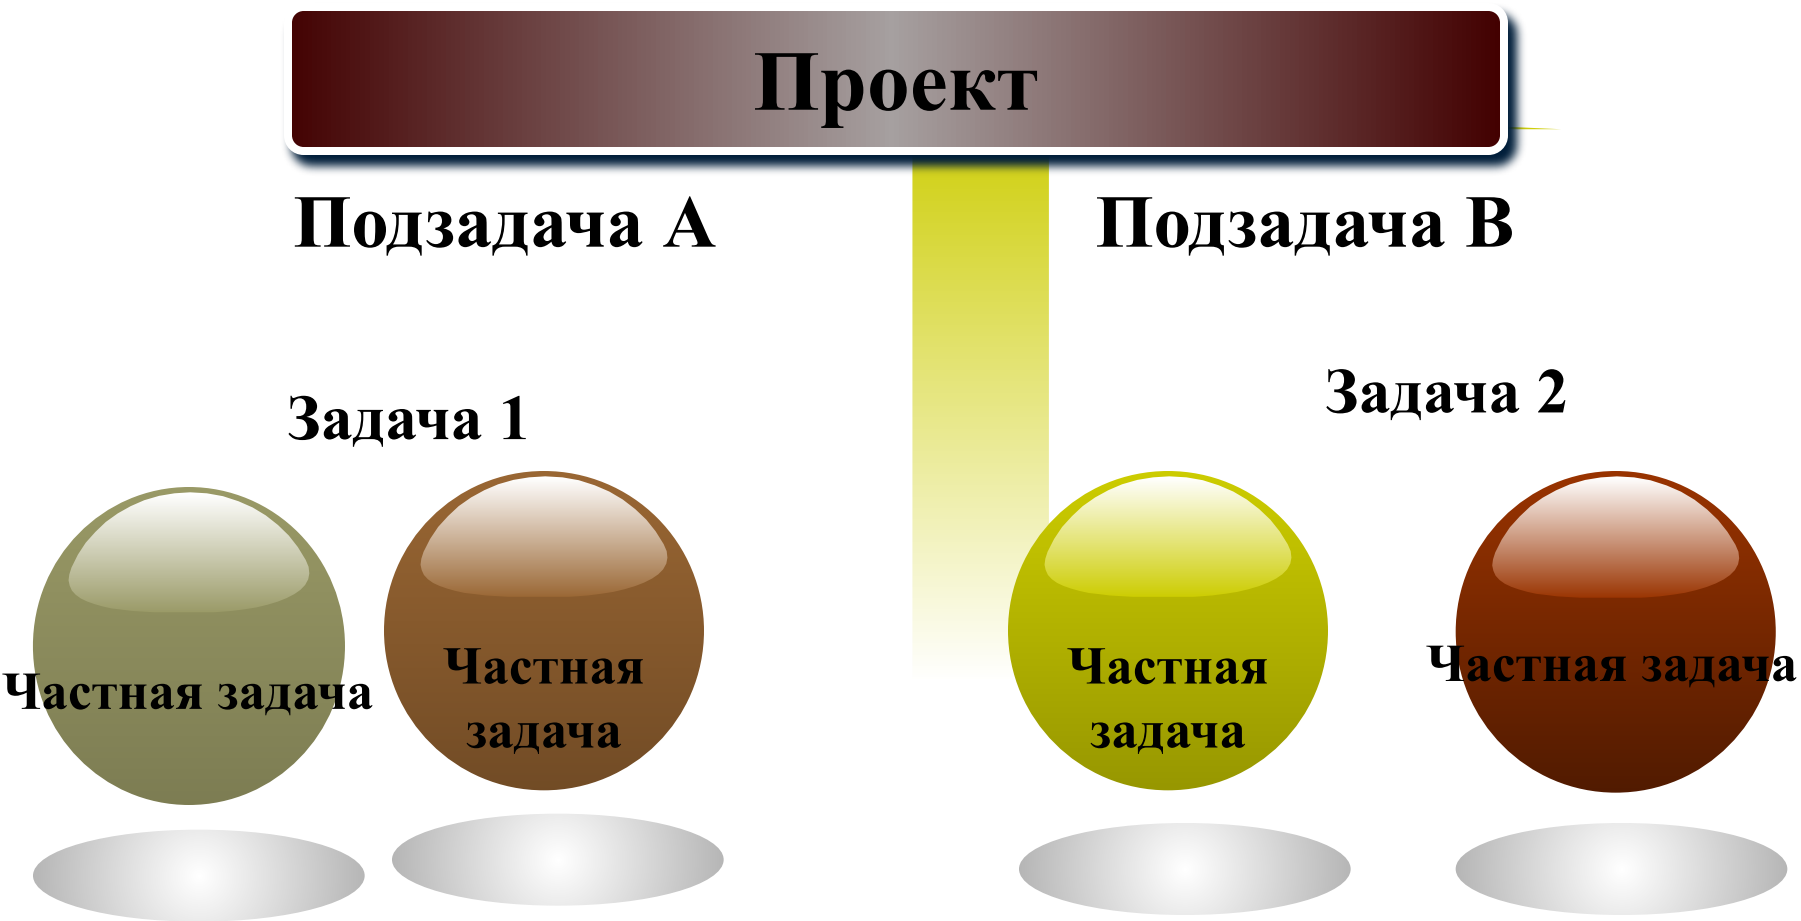 Проект
Подзадача А
Подзадача В
Задача 1
Задача 2
Частная задача
Частная
задача
Частная
задача
Частная задача